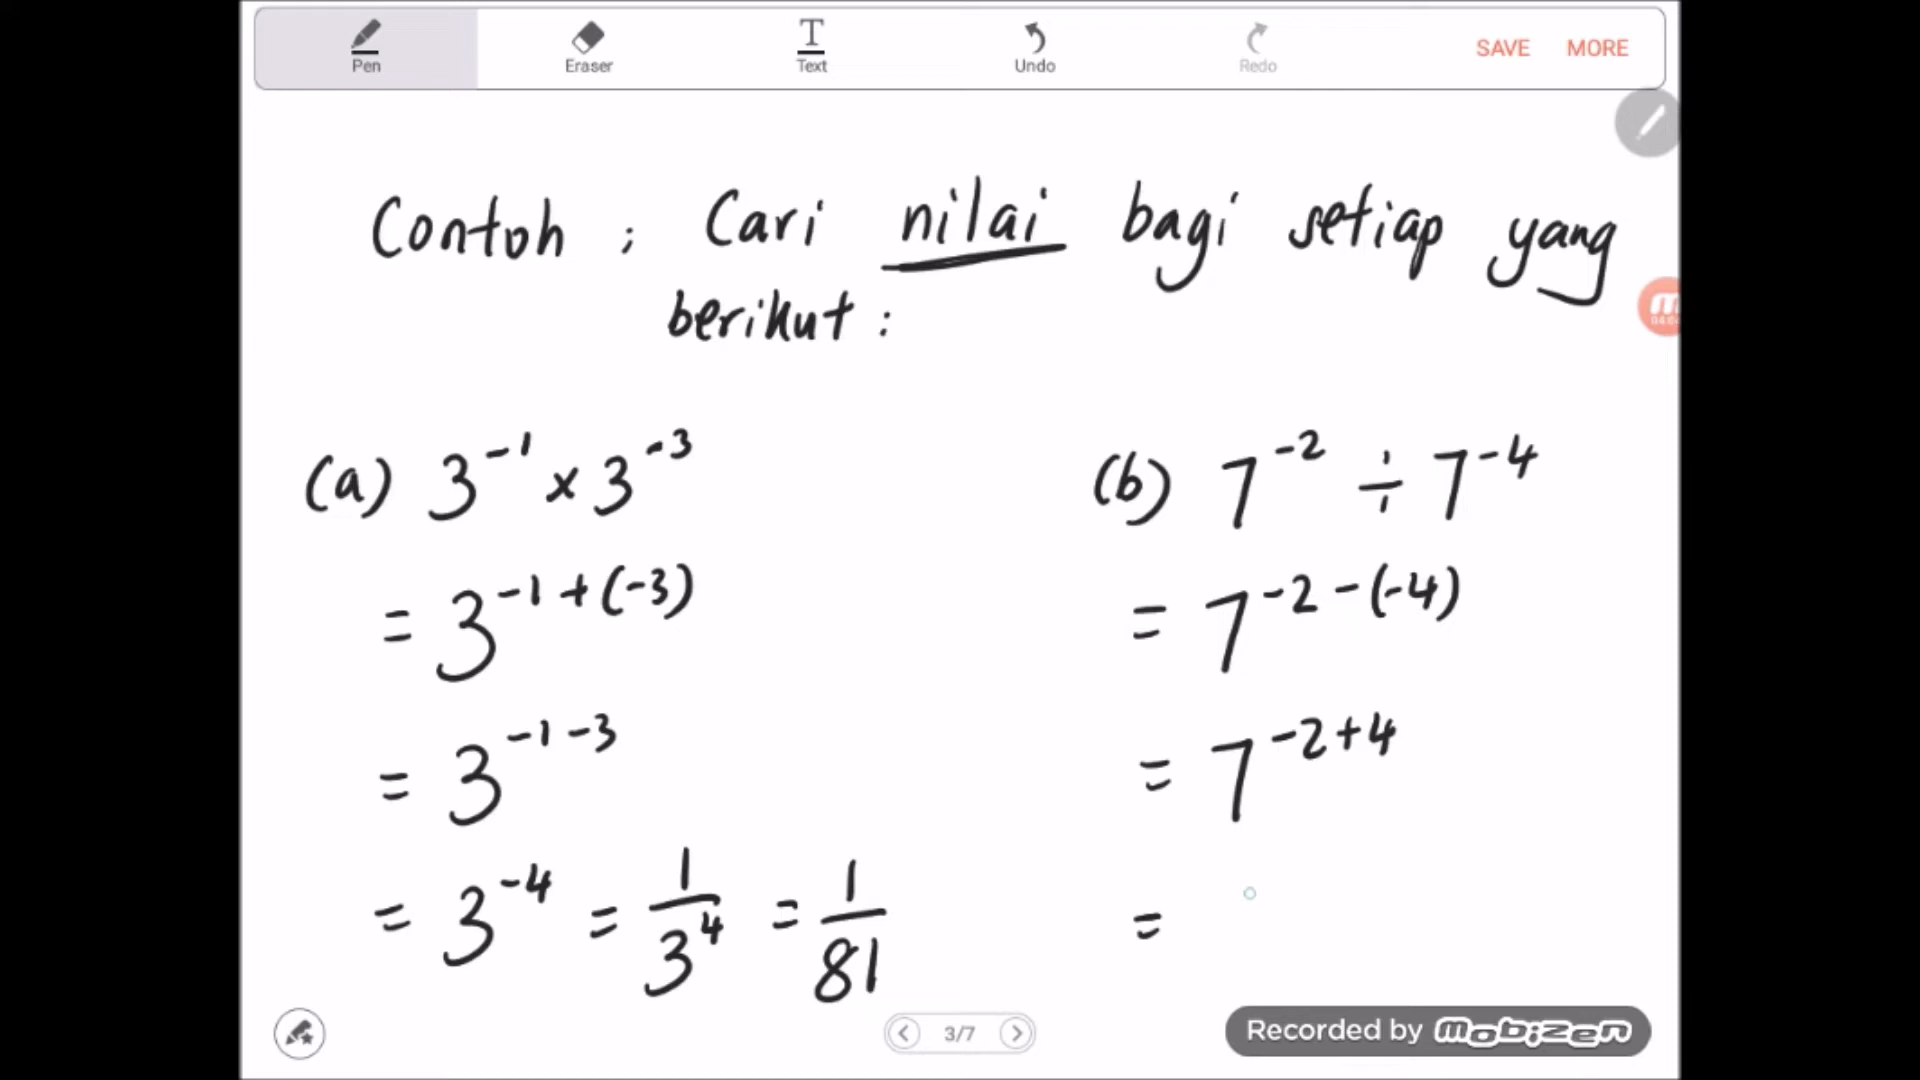 Pen Eraser Text Undo Redo SAVE MORE
Contoh : Cari nilai bagi setiap yang
berikut :
(a) 3⁻¹ × 3⁻³
= 3⁻¹⁺⁽⁻³⁾
= 3⁻¹⁻³
= 3⁻⁴ = 1/3⁴ = 1/81
(b) 7⁻² ÷ 7⁻⁴
= 7⁻²⁻⁽⁻⁴⁾
= 7⁻²⁺⁴
=
3/7
Recorded by mobizen